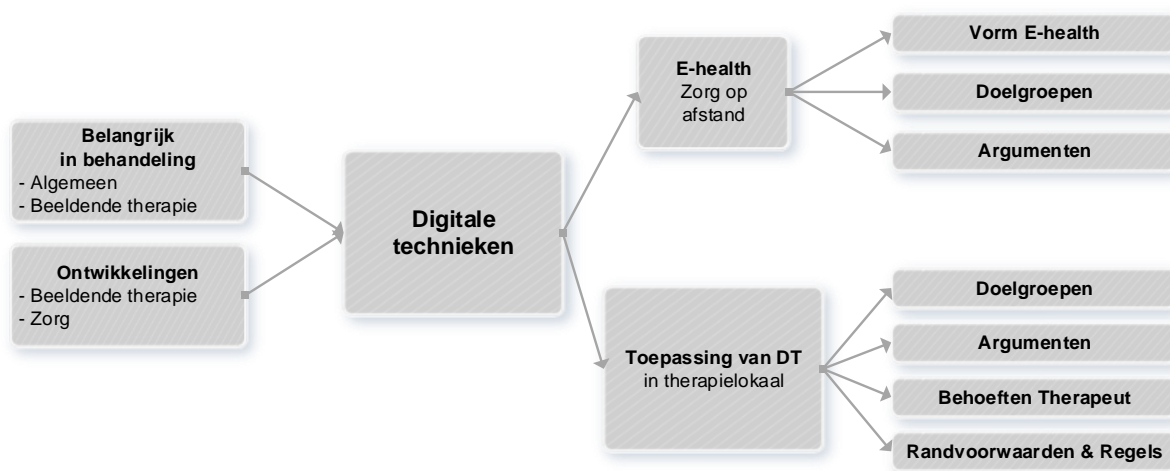 Belangrijk
in behandeling
- Algemeen
- Beeldende therapie
Ontwikkelingen
- Beeldende therapie
- Zorg
Digitale
technieken
E-health
Zorg op
afstand
Vorm E-health
Doelgroepen
Argumenten
Toepassing van DT
in therapielokaal
Doelgroepen
Argumenten
Behoeften Therapeut
Randvoorwaarden & Regels